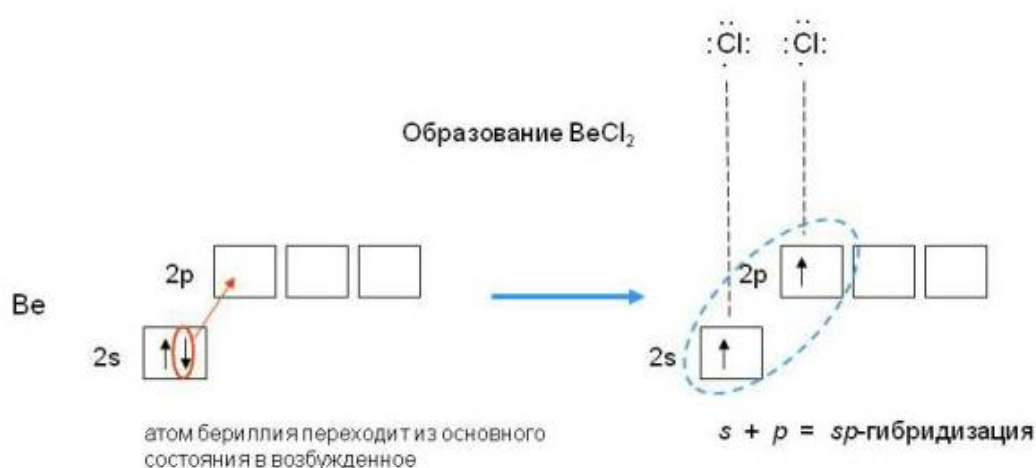 :Cl: :Cl:
Образование BeCl₂
2p
2p
Be
2s
2s
атом бериллия переходит из основного
состояния в возбужденное
s + p = sp-гибридизация